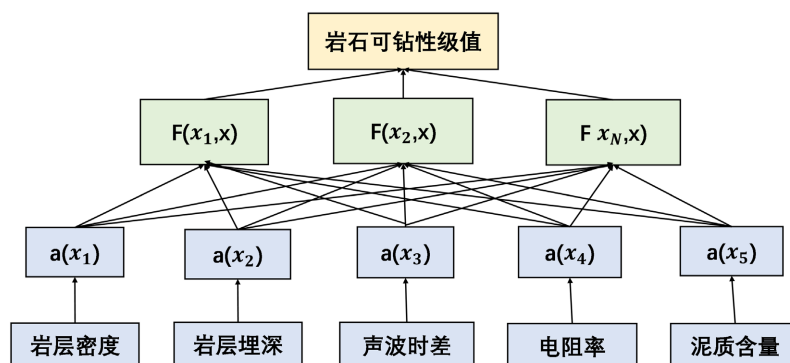 岩石可钻性级值
F(x₁,x)
F(x₂,x)
F x_N,x)
a(x₁)
a(x₂)
a(x₃)
a(x₄)
a(x₅)
岩层密度
岩层埋深
声波时差
电阻率
泥质含量